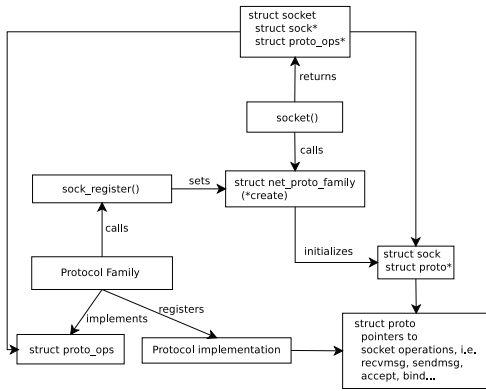 struct socket
struct sock*
struct proto_ops*
returns
socket()
calls
sock_register()
sets
struct net_proto_family
(*create)
calls
initializes
struct sock
struct proto*
Protocol Family
implements
registers
struct proto_ops
Protocol implementation
struct proto
pointers to
socket operations, i.e.
recvmsg, sendmsg,
accept, bind...